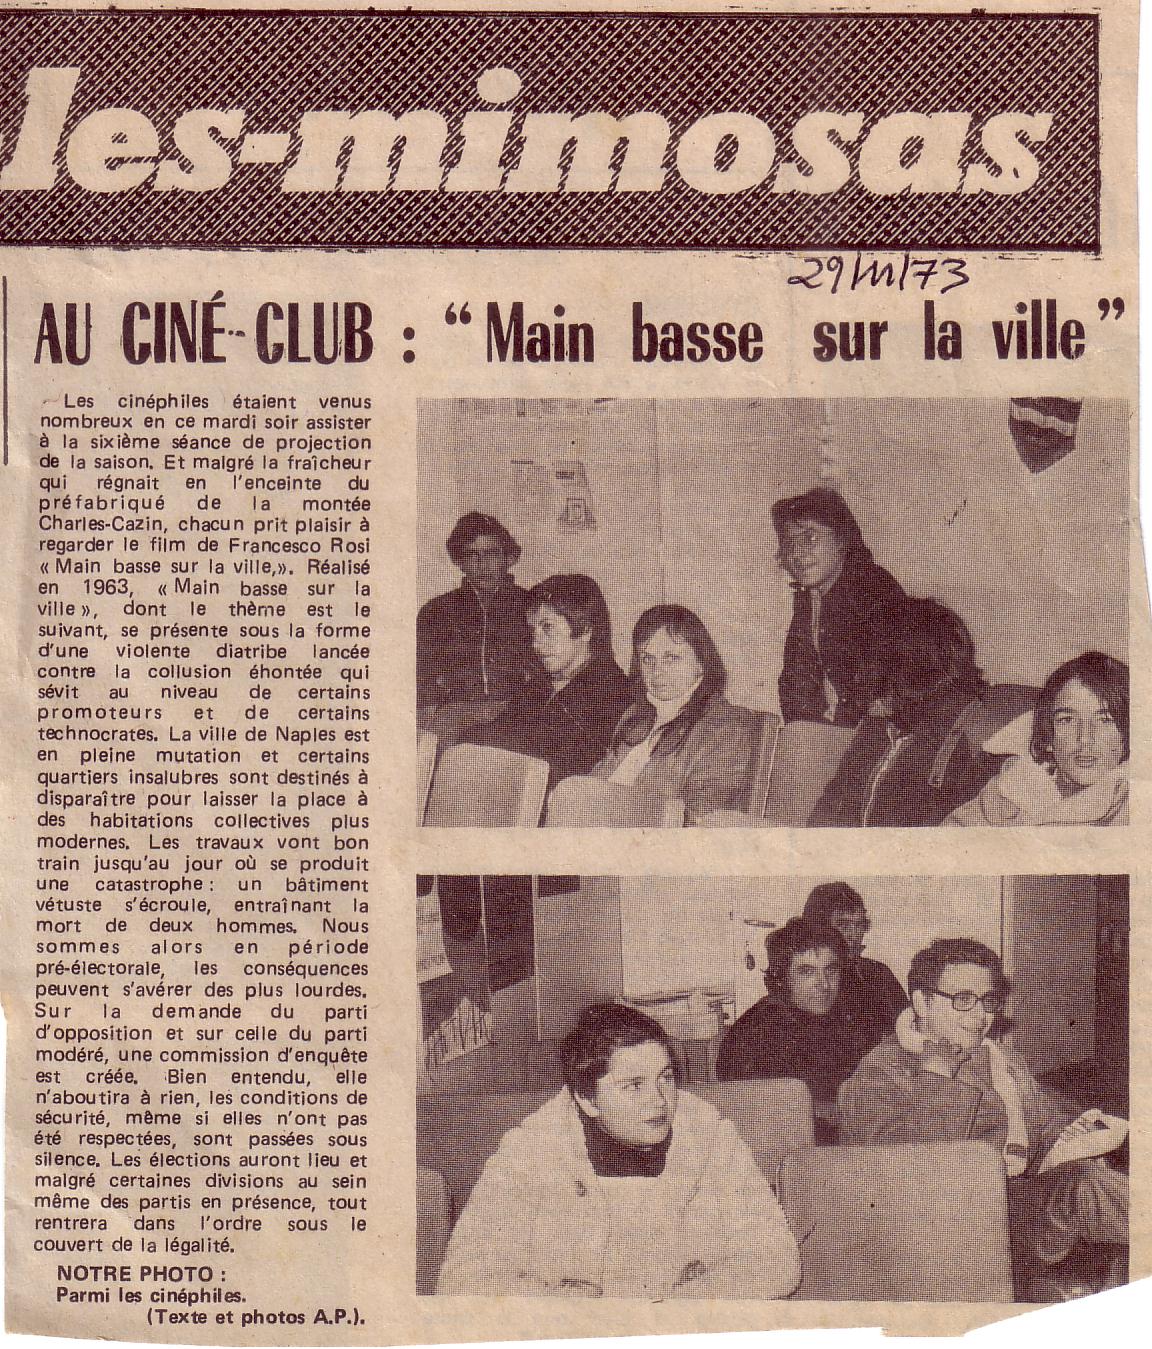 les-mimosas
29/11/73
AU CINÉ-CLUB : “Main basse sur la ville”
Les cinéphiles étaient venus
nombreux en ce mardi soir assister
à la sixième séance de projection
de la saison. Et malgré la fraîcheur
qui régnait en l'enceinte du
préfabriqué de la montée
Charles-Cazin, chacun prit plaisir à
regarder le film de Francesco Rosi
« Main basse sur la ville,». Réalisé
en 1963, « Main basse sur la
ville », dont le thème est le
suivant, se présente sous la forme
d'une violente diatribe lancée
contre la collusion éhontée qui
sévit au niveau de certains
promoteurs et de certains
technocrates. La ville de Naples est
en pleine mutation et certains
quartiers insalubres sont destinés à
disparaître pour laisser la place à
des habitations collectives plus
modernes. Les travaux vont bon
train jusqu'au jour où se produit
une catastrophe : un bâtiment
vétuste s'écroule, entraînant la
mort de deux hommes. Nous
sommes alors en période
pré-électorale, les conséquences
peuvent s'avérer des plus lourdes.
Sur la demande du parti
d'opposition et sur celle du parti
modéré, une commission d'enquête
est créée. Bien entendu, elle
n'aboutira à rien, les conditions de
sécurité, même si elles n'ont pas
été respectées, sont passées sous
silence. Les élections auront lieu et
malgré certaines divisions au sein
même des partis en présence, tout
rentrera dans l'ordre sous le
couvert de la légalité.
NOTRE PHOTO :
Parmi les cinéphiles.
(Texte et photos A.P.).